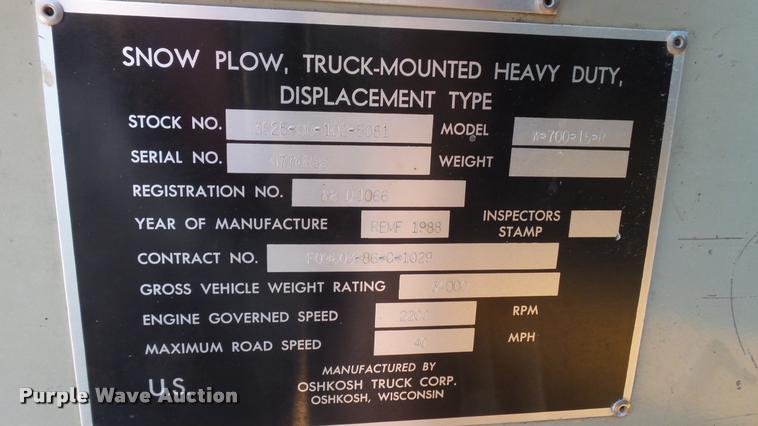 SNOW PLOW, TRUCK-MOUNTED HEAVY DUTY,
DISPLACEMENT TYPE
STOCK NO. MODEL
SERIAL NO. WEIGHT
REGISTRATION NO.
YEAR OF MANUFACTURE REMF 1988 INSPECTORS STAMP
CONTRACT NO.
GROSS VEHICLE WEIGHT RATING
ENGINE GOVERNED SPEED 2200 RPM
MAXIMUM ROAD SPEED 40 MPH
MANUFACTURED BY
U.S. OSHKOSH TRUCK CORP.
OSHKOSH, WISCONSIN
Purple Wave Auction